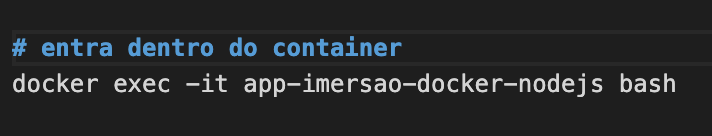 # entra dentro do container
docker exec -it app-imersao-docker-nodejs bash